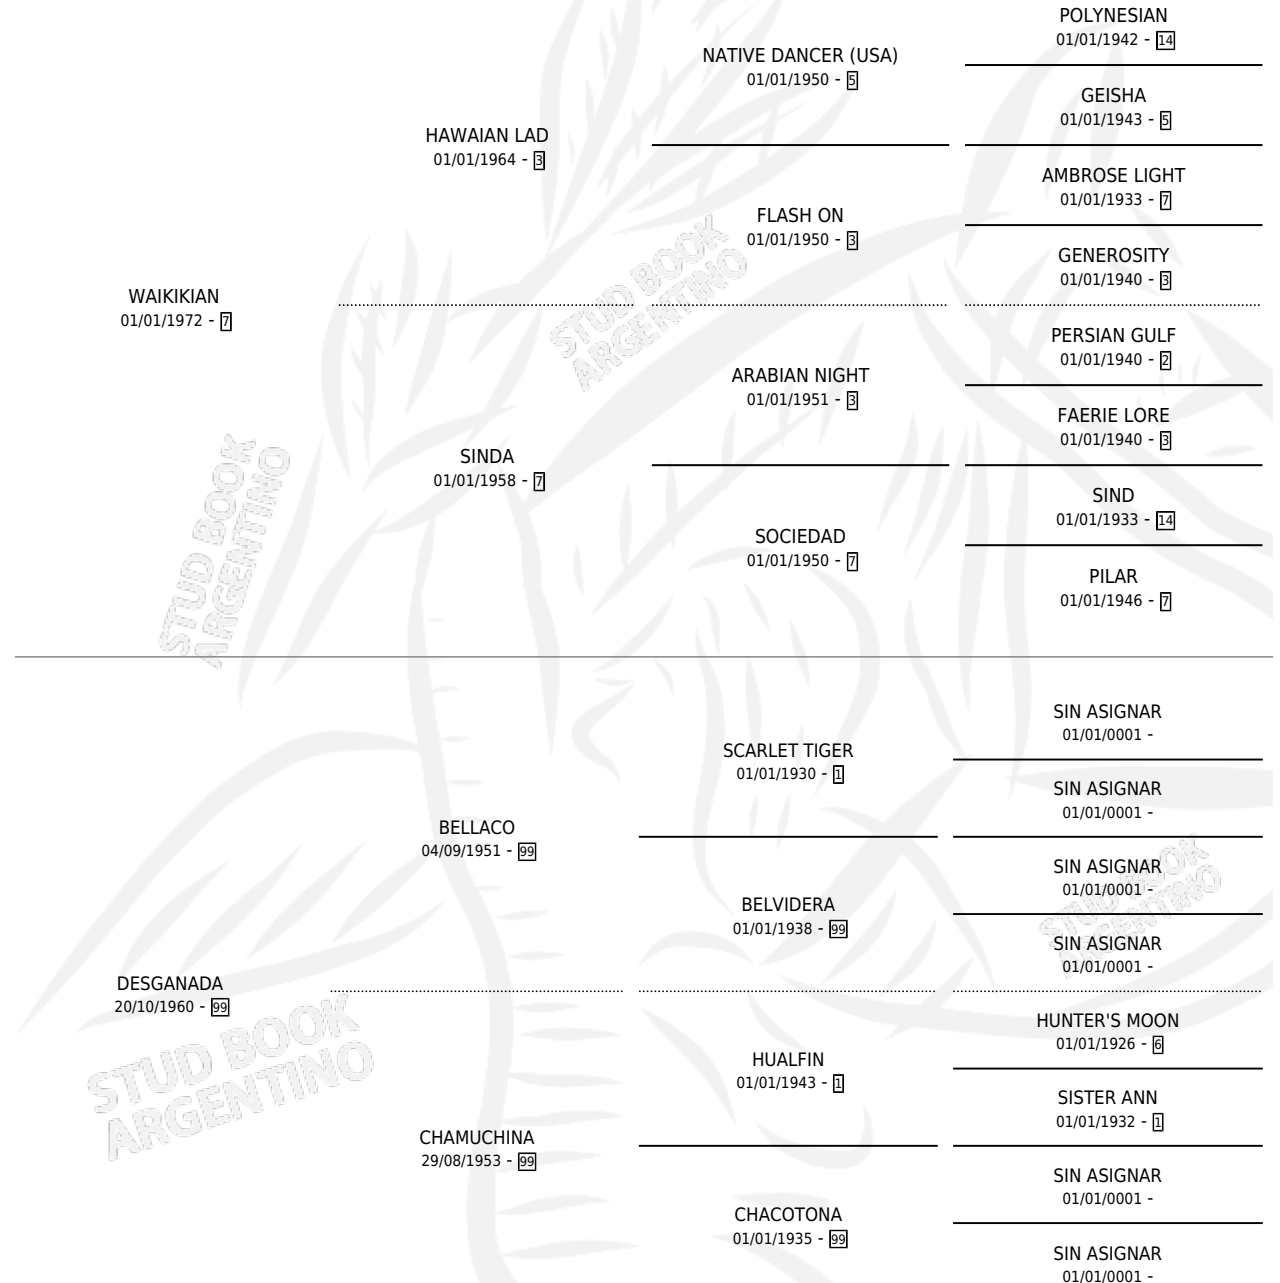 POLYNESIAN
01/01/1942 - 14
NATIVE DANCER (USA)
01/01/1950 - 5
GEISHA
01/01/1943 - 5
HAWAIAN LAD
01/01/1964 - 3
AMBROSE LIGHT
01/01/1933 - 7
FLASH ON
01/01/1950 - 3
GENEROSITY
01/01/1940 - 3
WAIKIKIAN
01/01/1972 - 7
PERSIAN GULF
01/01/1940 - 2
ARABIAN NIGHT
01/01/1951 - 3
FAERIE LORE
01/01/1940 - 3
SINDA
01/01/1958 - 7
SIND
01/01/1933 - 14
SOCIEDAD
01/01/1950 - 7
PILAR
01/01/1946 - 7
SIN ASIGNAR
01/01/0001 -
SCARLET TIGER
01/01/1930 - 1
SIN ASIGNAR
01/01/0001 -
BELLACO
04/09/1951 - 99
SIN ASIGNAR
01/01/0001 -
BELVIDERA
01/01/1938 - 99
SIN ASIGNAR
01/01/0001 -
DESGANADA
20/10/1960 - 99
HUNTER'S MOON
01/01/1926 - 6
HUALFIN
01/01/1943 - 1
SISTER ANN
01/01/1932 - 1
CHAMUCHINA
29/08/1953 - 99
SIN ASIGNAR
01/01/0001 -
CHACOTONA
01/01/1935 - 99
SIN ASIGNAR
01/01/0001 -
STUD BOOK
ARGENTINO
STUD BOOK
ARGENTINO
STUD BOOK
ARGENTINO
STUD BOOK
ARGENTINO